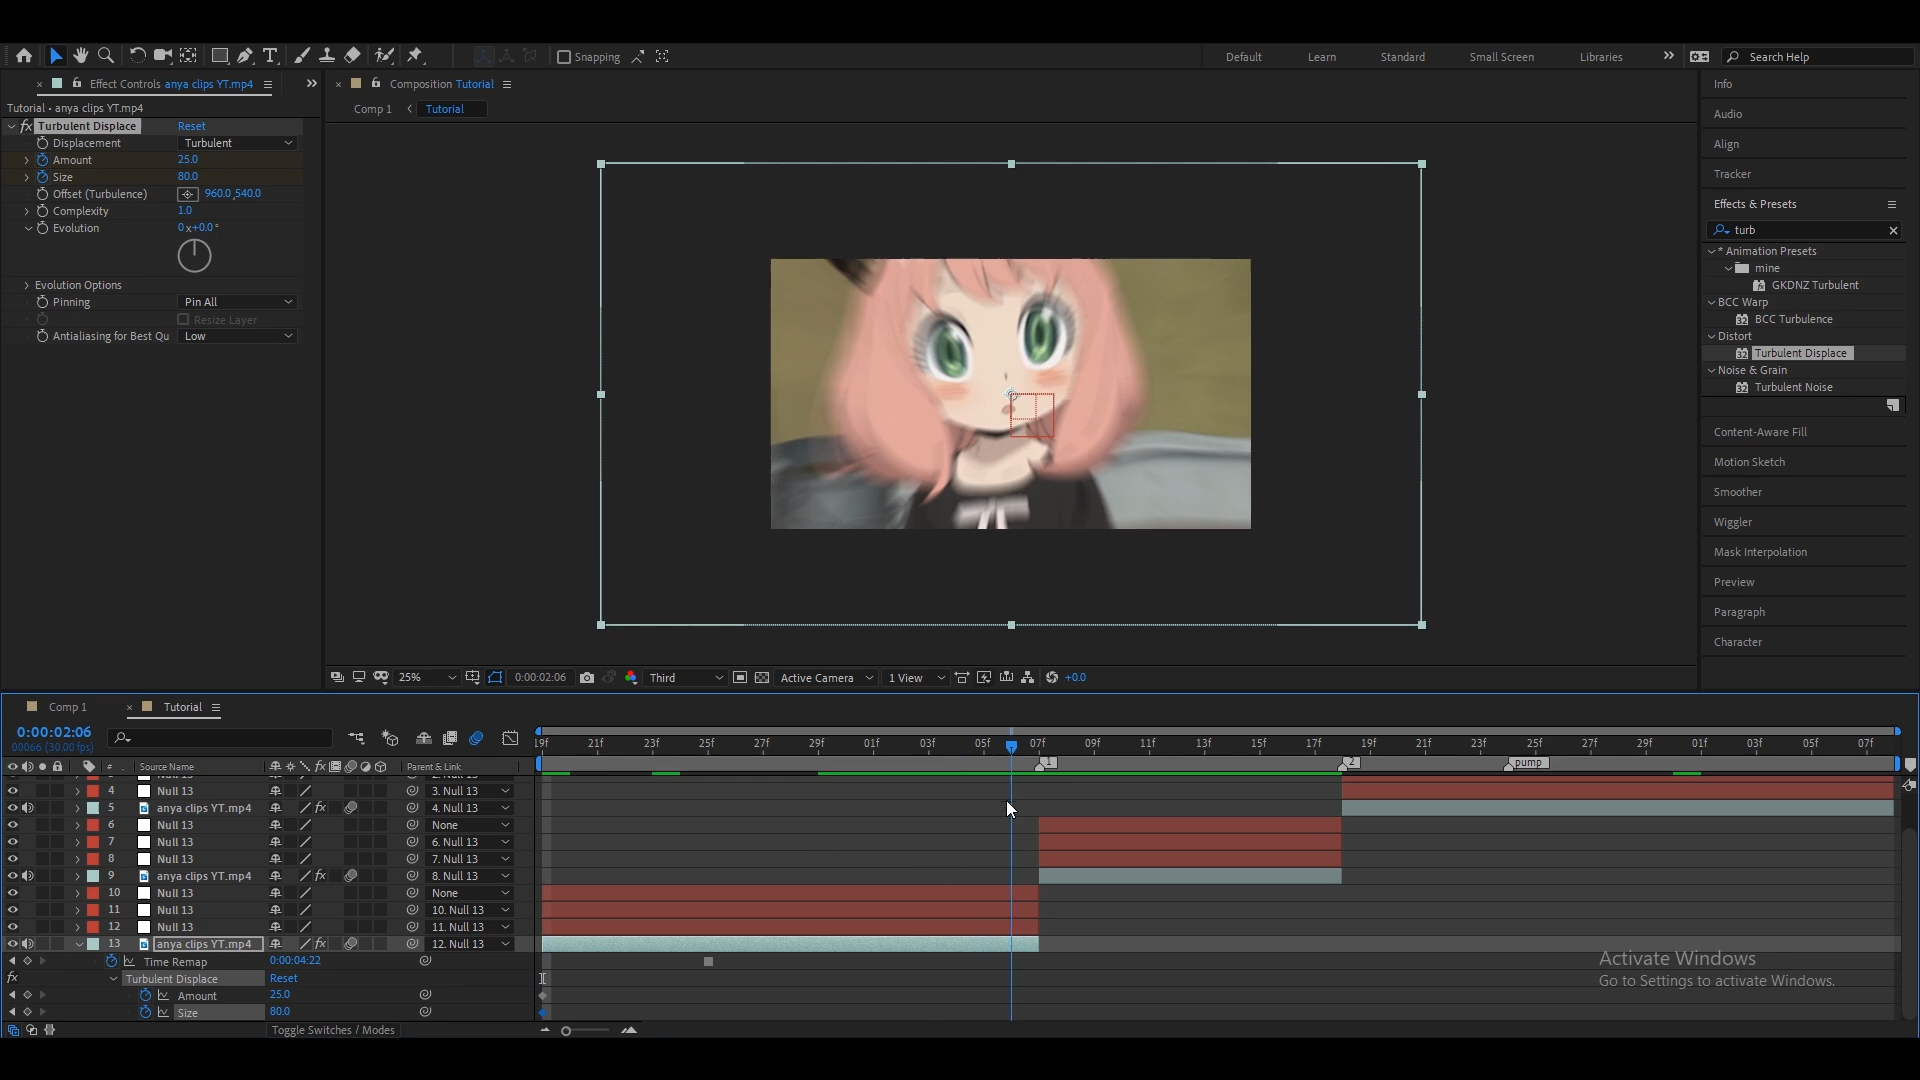 Snapping
Default
Learn
Standard
Small Screen
Libraries
Search Help
Effect Controls anya clips YT.mp4
Composition Tutorial
Tutorial • anya clips YT.mp4
Comp 1
Tutorial
fx Turbulent Displace Reset
Displacement Turbulent
Amount 25.0
Size 80.0
Offset (Turbulence) 960.0,540.0
Complexity 1.0
Evolution 0x+0.0°
Evolution Options
Pinning Pin All
Resize Layer
Antialiasing for Best Qu Low
Info
Audio
Align
Tracker
Effects & Presets
turb
* Animation Presets
mine
GKDNZ Turbulent
BCC Warp
BCC Turbulence
Distort
Turbulent Displace
Noise & Grain
Turbulent Noise
Content-Aware Fill
Motion Sketch
Smoother
Wiggler
Mask Interpolation
Preview
Paragraph
Character
25% 0:00:02:06 Third Active Camera 1 View +0.0
Comp 1 Tutorial
0:00:02:06
00066 (30.00 fps)
19f 21f 23f 25f 27f 29f 01f 03f 05f 07f 09f 11f 13f 15f 17f 19f 21f 23f 25f 27f 29f 01f 03f 05f 07f
1 2 pump
# Source Name fx Parent & Link
4 Null 13 3. Null 13
5 anya clips YT.mp4 fx 4. Null 13
6 Null 13 None
7 Null 13 6. Null 13
8 Null 13 7. Null 13
9 anya clips YT.mp4 fx 8. Null 13
10 Null 13 None
11 Null 13 10. Null 13
12 Null 13 11. Null 13
13 anya clips YT.mp4 fx 12. Null 13
Time Remap 0:00:04:22
fx Turbulent Displace Reset
Amount 25.0
Size 80.0
Toggle Switches / Modes
Activate Windows
Go to Settings to activate Windows.